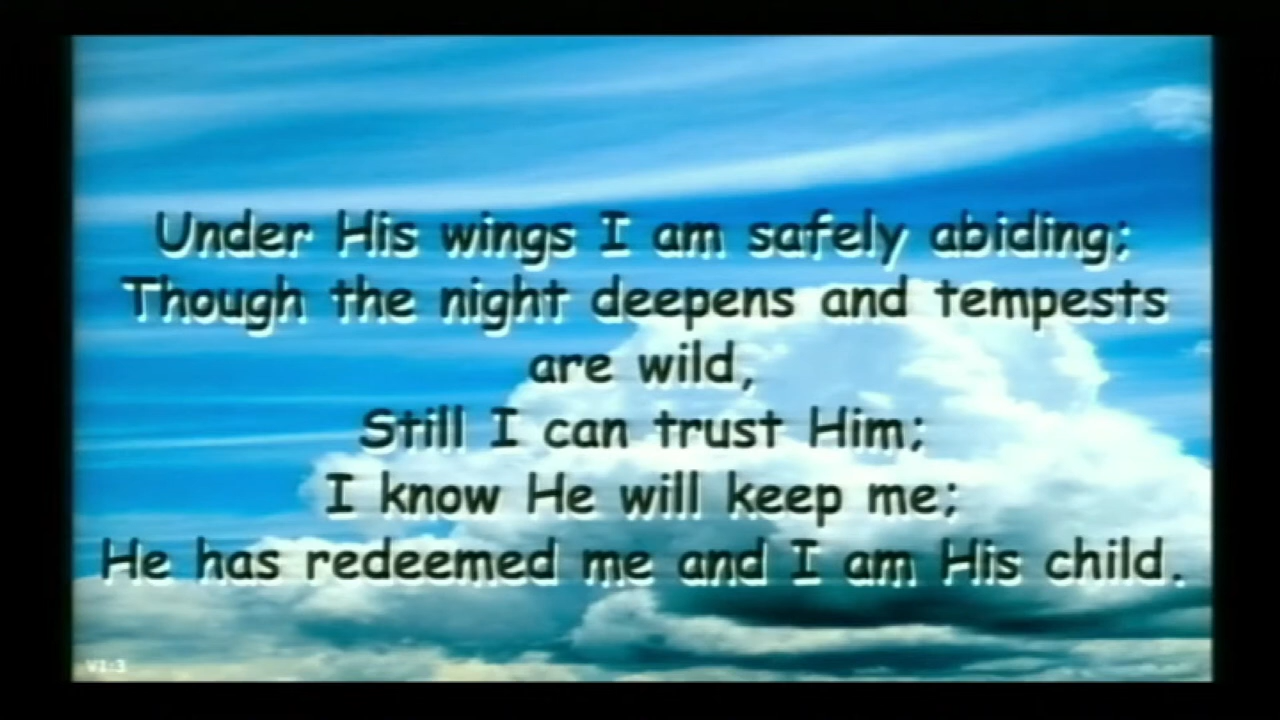 Under His wings I am safely abiding;
Though the night deepens and tempests
are wild,
Still I can trust Him;
I know He will keep me;
He has redeemed me and I am His child.
V1:3